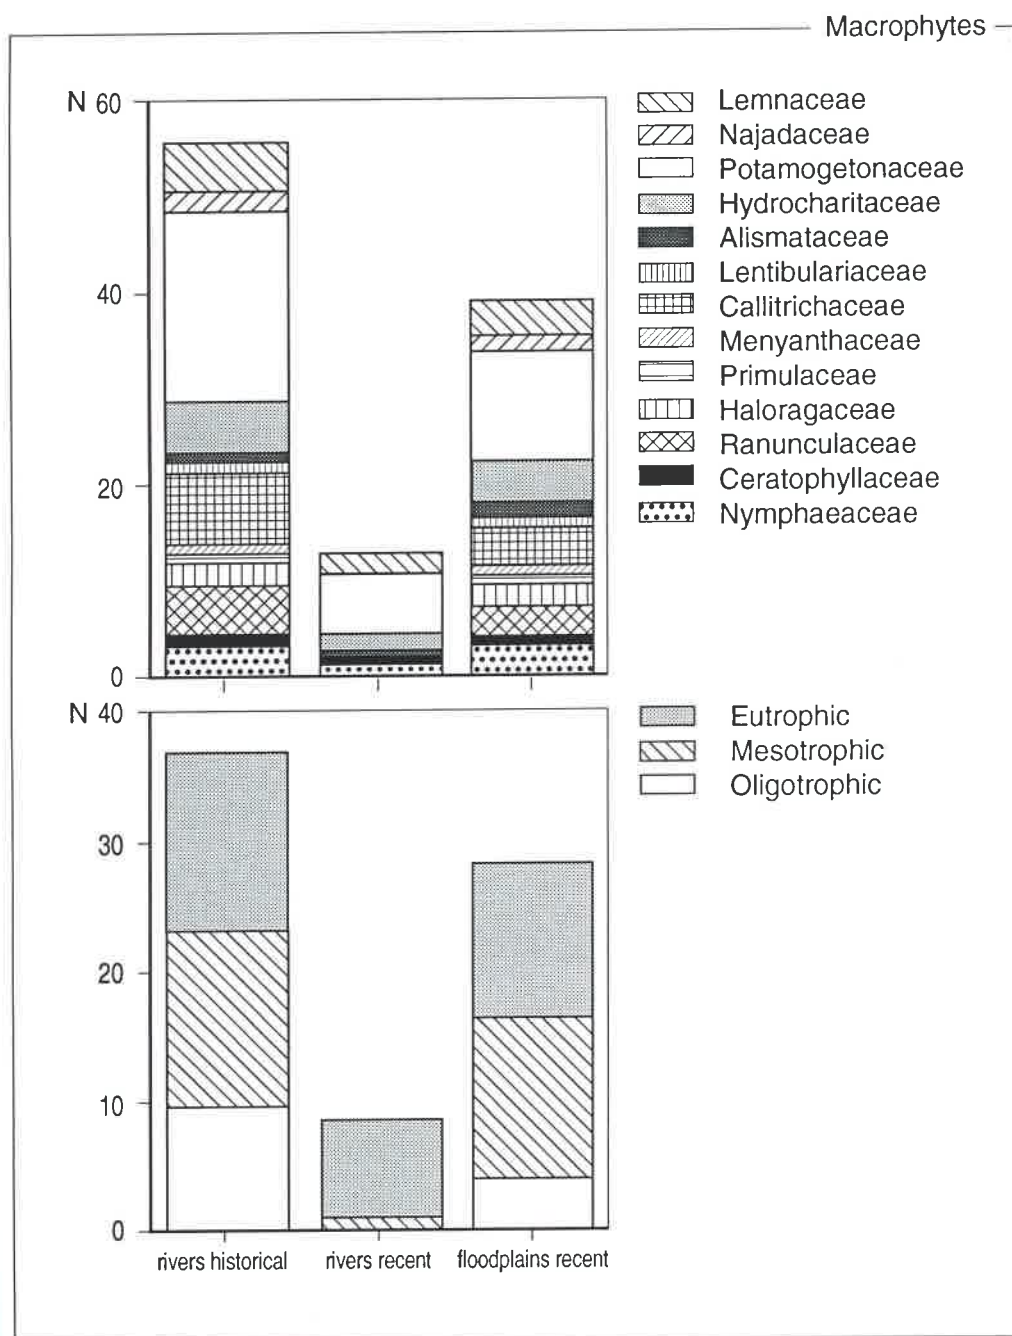 Macrophytes
N 60
40
20
0
Lemnaceae
Najadaceae
Potamogetonaceae
Hydrocharitaceae
Alismataceae
Lentibulariaceae
Callitrichaceae
Menyanthaceae
Primulaceae
Haloragaceae
Ranunculaceae
Ceratophyllaceae
Nymphaeaceae
N 40
30
20
10
0
Eutrophic
Mesotrophic
Oligotrophic
rivers historical rivers recent floodplains recent